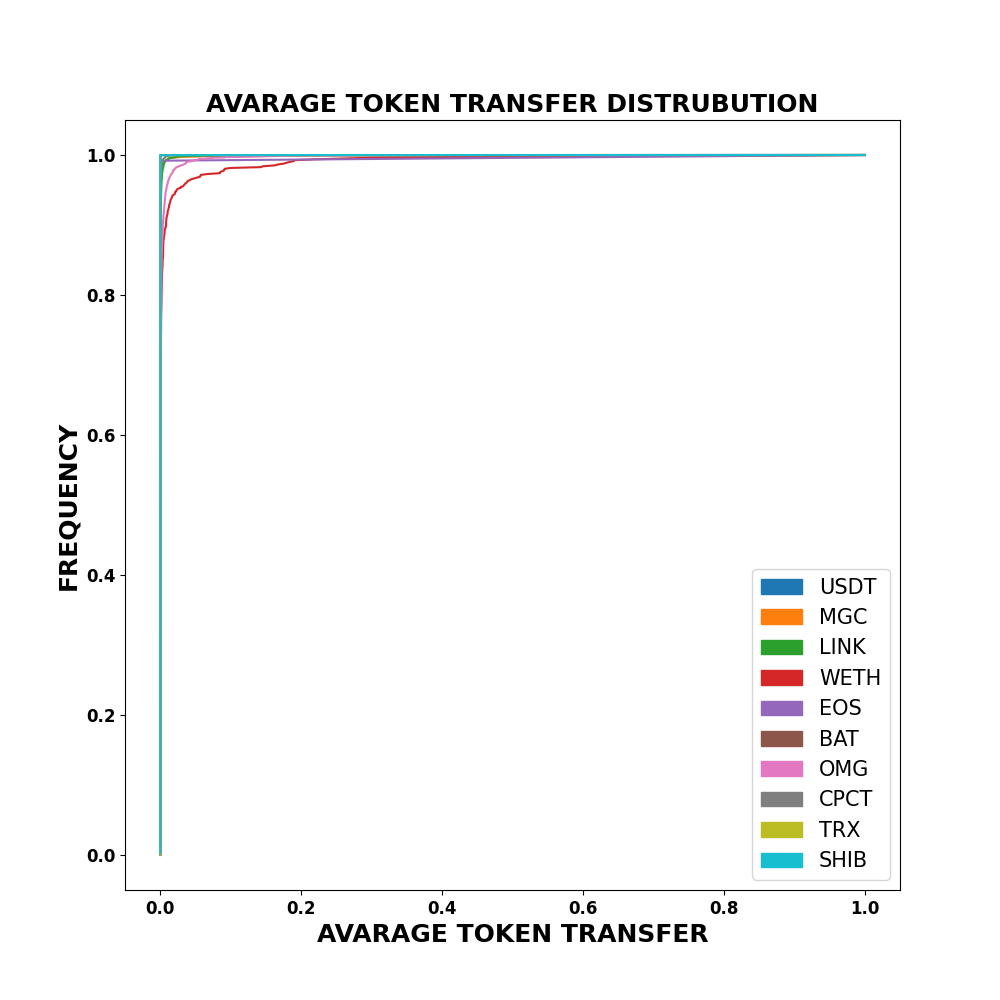 AVARAGE TOKEN TRANSFER DISTRUBUTION
1.0
0.8
0.6
0.4
0.2
0.0
FREQUENCY
0.0 0.2 0.4 0.6 0.8 1.0
AVARAGE TOKEN TRANSFER
USDT
MGC
LINK
WETH
EOS
BAT
OMG
CPCT
TRX
SHIB